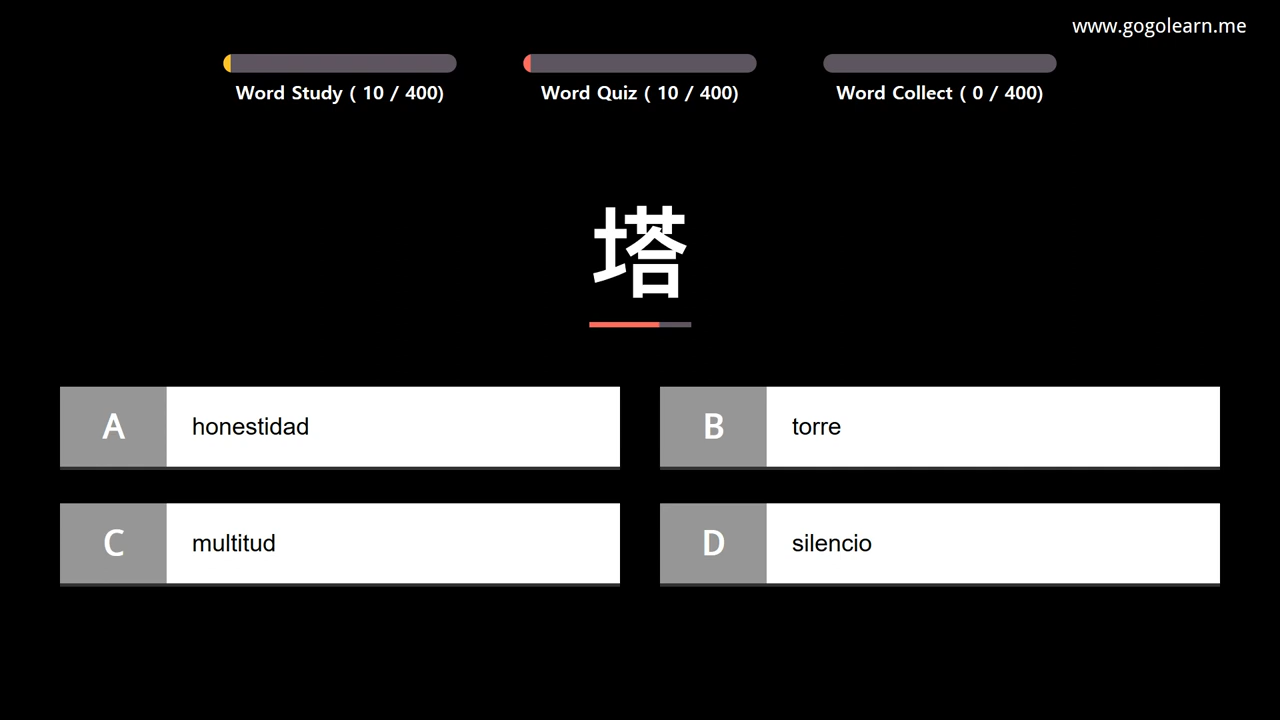 www.gogolearn.me
Word Study ( 10 / 400)
Word Quiz ( 10 / 400)
Word Collect ( 0 / 400)
塔
A honestidad
B torre
C multitud
D silencio